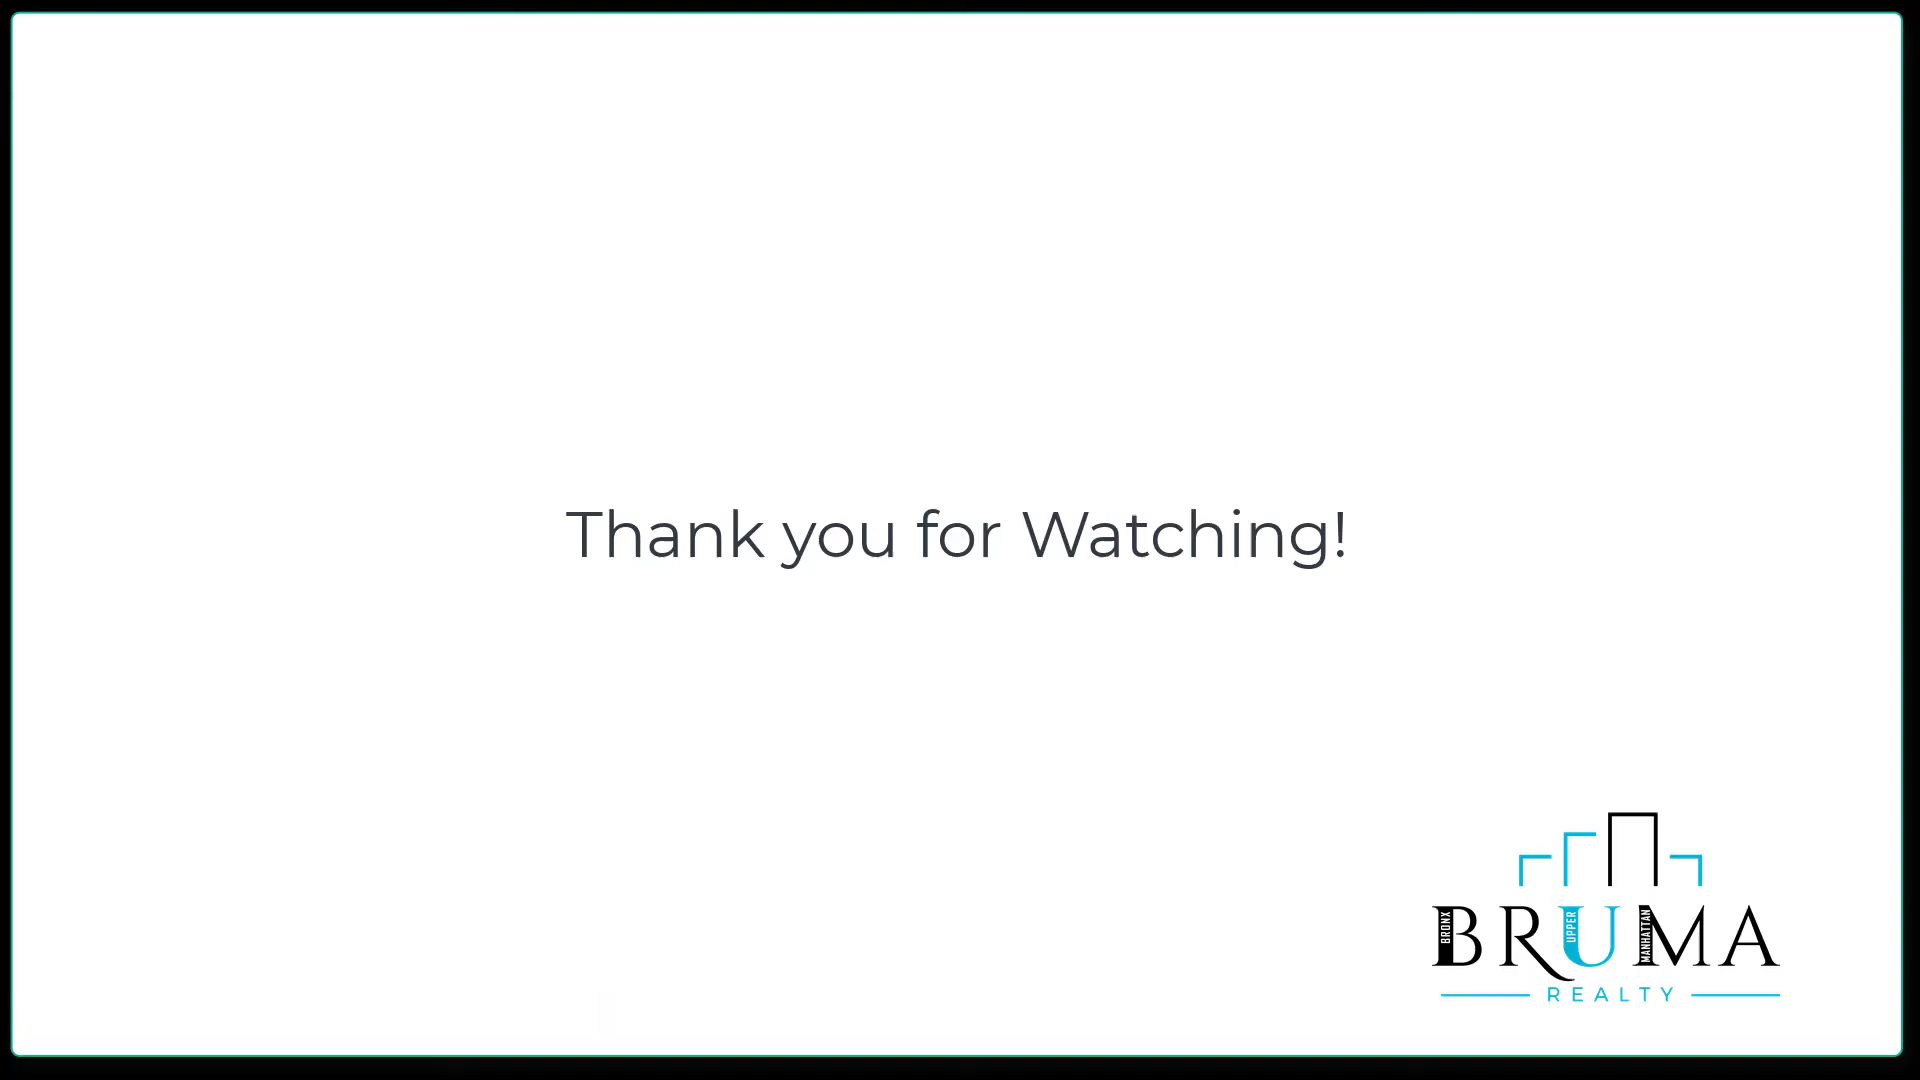 Thank you for Watching!
BRONX
UPPER
MANHATTAN
BRUMA
REALTY